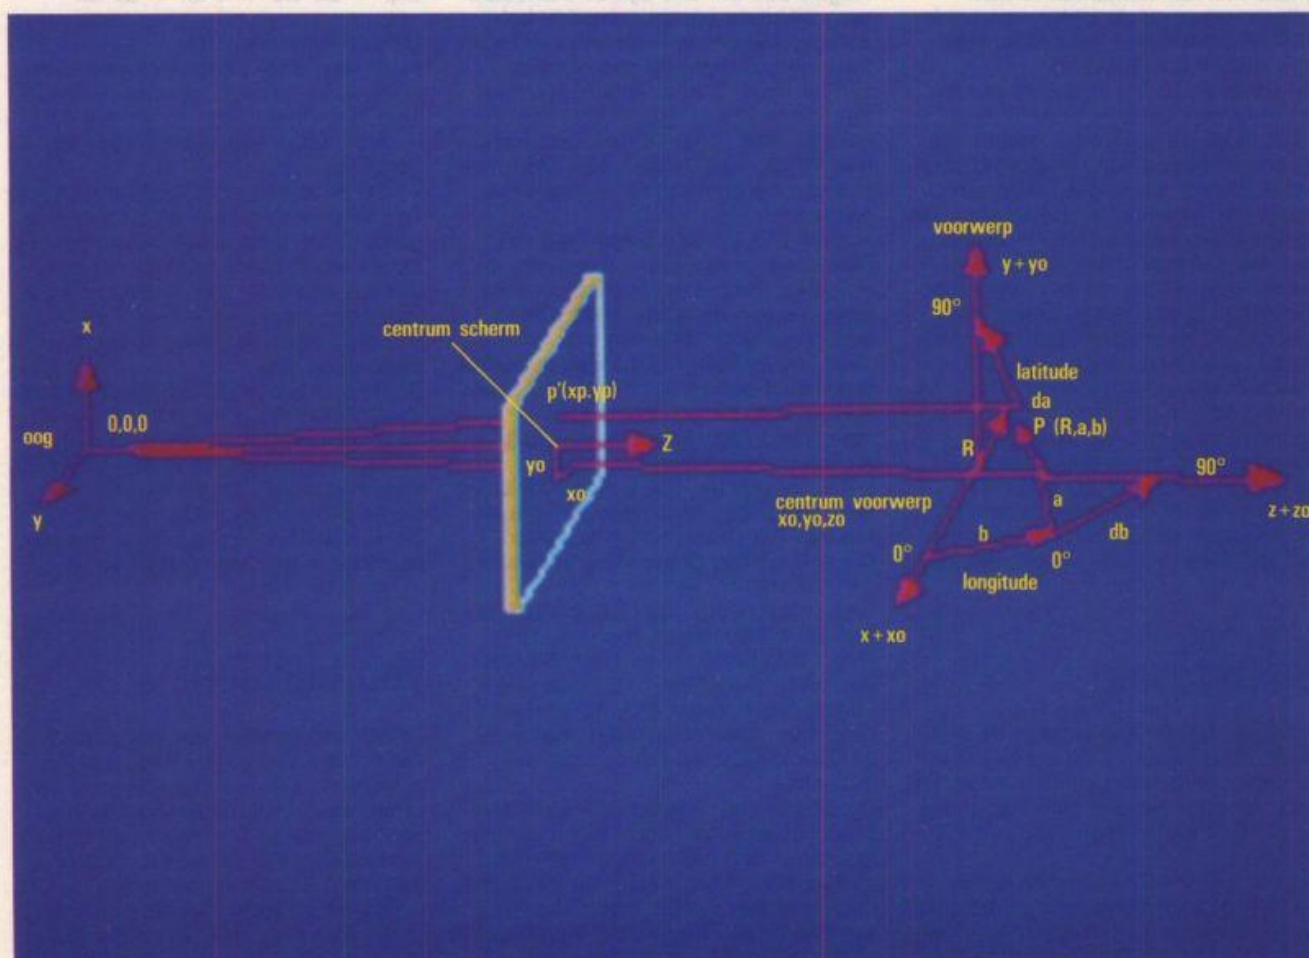 voorwerp
y + yo
90°
x
centrum scherm
latitude
p'(xp.yp)
da
0,0,0
P (R,a,b)
oog
Z
R
yo
90°
xo
centrum voorwerp
xo,yo,zo
a
z + zo
y
b
db
0°
0°
longitude
x + xo